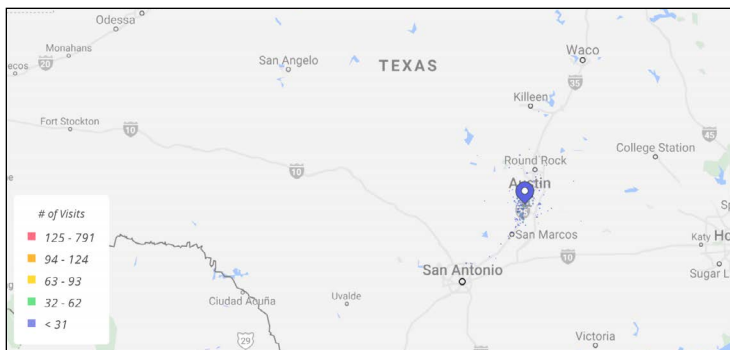 Odessa
Waco
Monahans
San Angelo
TEXAS
ecos
20
35
Killeen
Fort Stockton
10
45
College Station
Round Rock
10
Austin
# of Visits
125 - 791
San Marcos
Katy
Ho
94 - 124
10
San Antonio
Sugar L
63 - 93
Ciudad Acuña
Uvalde
32 - 62
< 31
29
Victoria